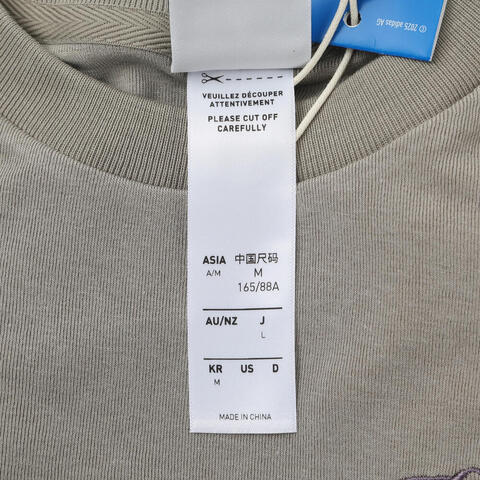 © 2025 adidas AG
VEUILLEZ DÉCOUPER
ATTENTIVEMENT
PLEASE CUT OFF
CAREFULLY
ASIA 中国尺码
A/M M
165/88A
AU/NZ J
L
KR US D
M
MADE IN CHINA